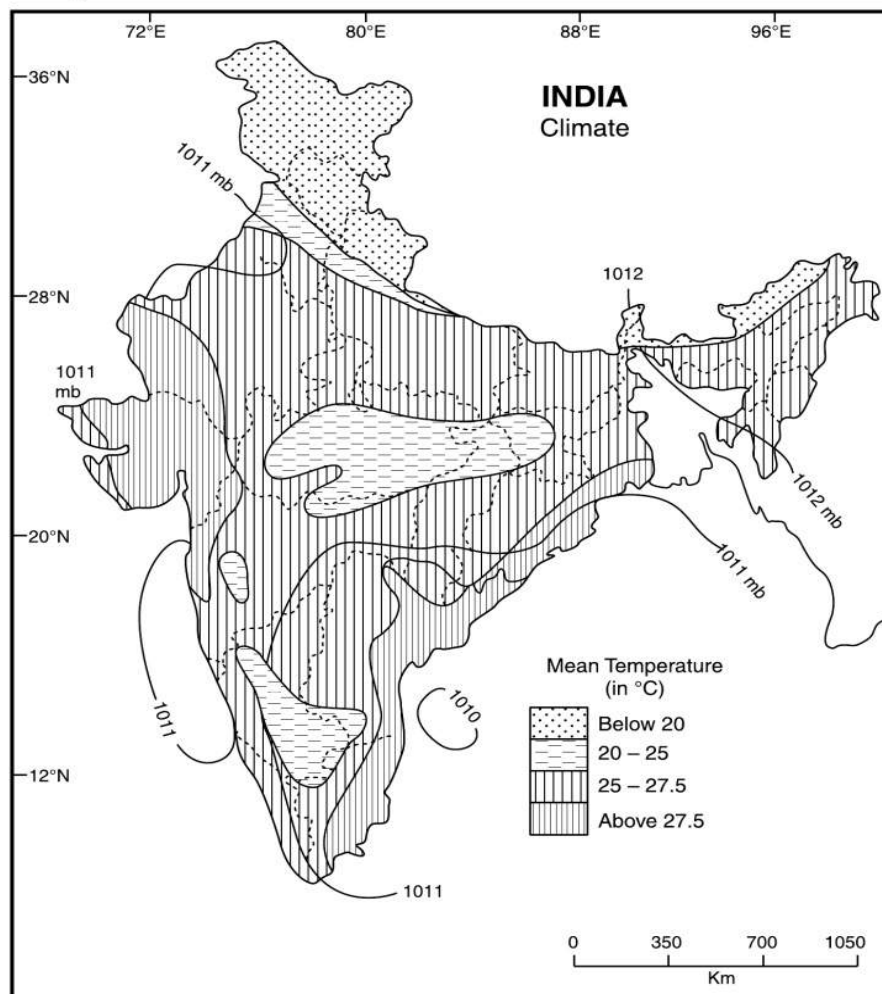 72°E 80°E 88°E 96°E
36°N
INDIA
Climate
1011 mb
28°N
1012
1011
mb
1012 mb
20°N
1011 mb
Mean Temperature
(in °C)
1011
1010
Below 20
20 – 25
12°N
25 – 27.5
Above 27.5
1011
0 350 700 1050
Km